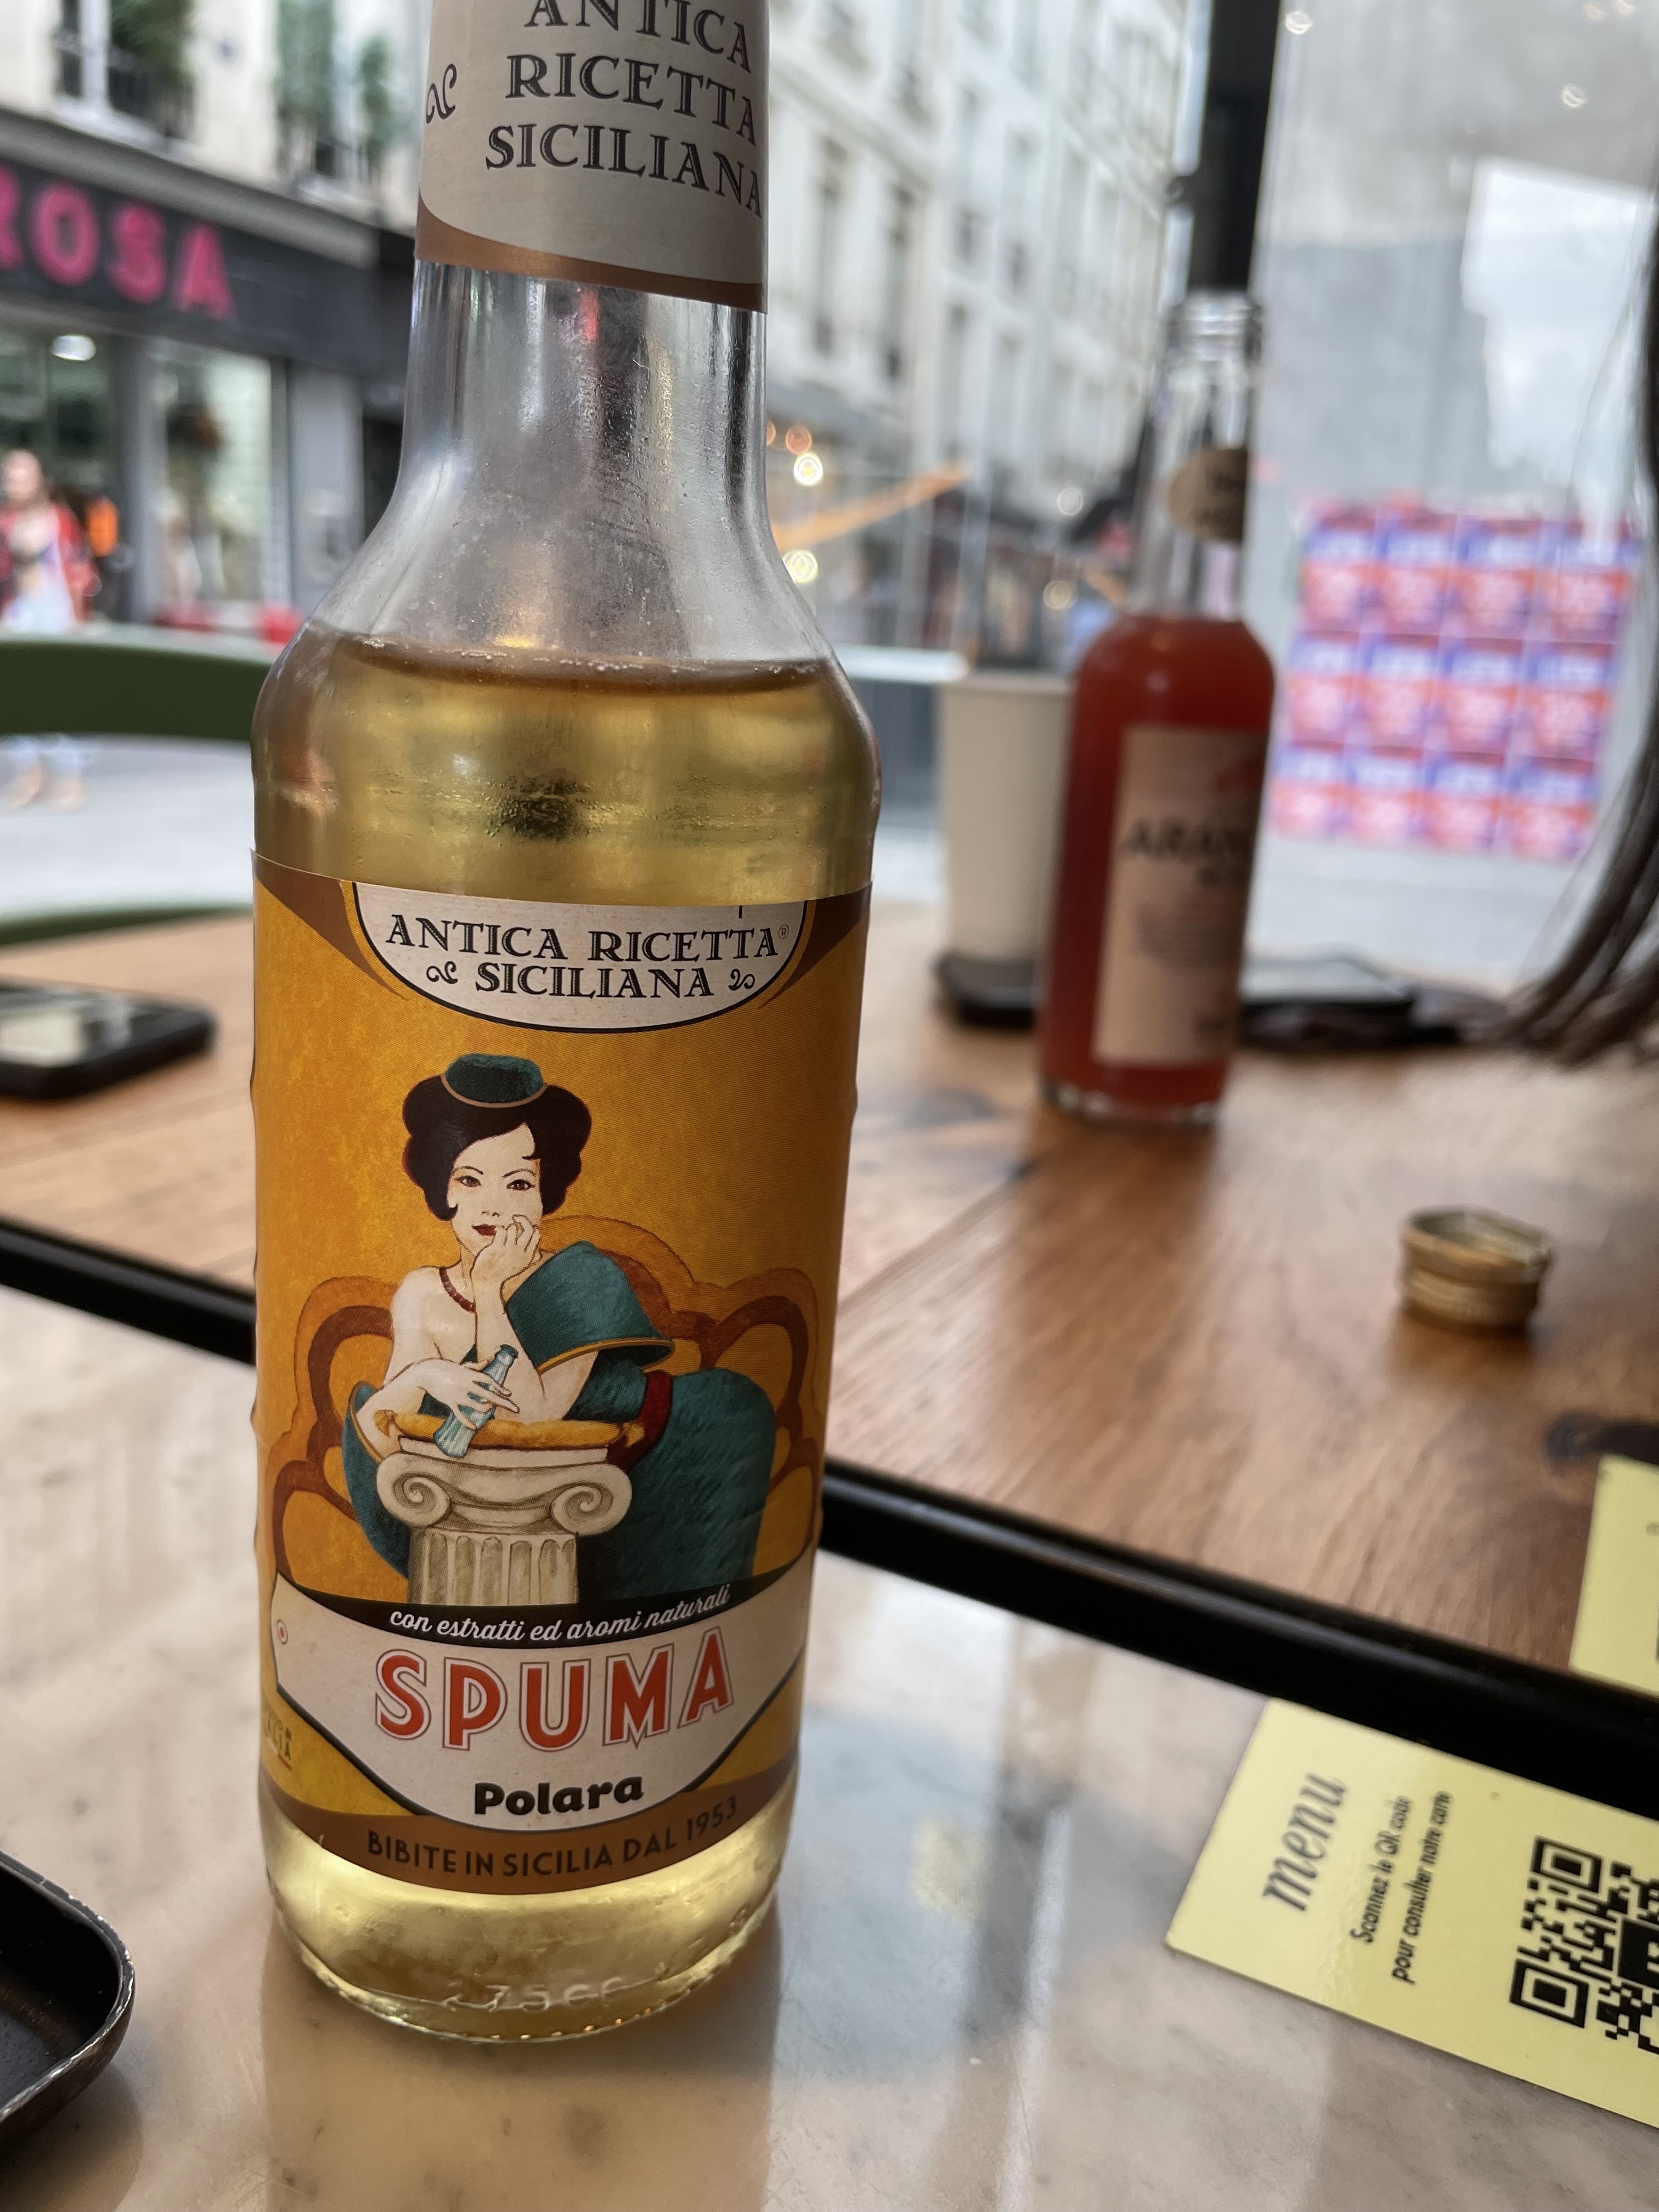 ANTICA
RICETTA
SICILIANA
ROSA
ANTICA RICETTA®
SICILIANA
con estratti ed aromi naturali
SPUMA
Polara
BIBITE IN SICILIA DAL 1953
menu
Scannez le QR code
pour consulter notre carte